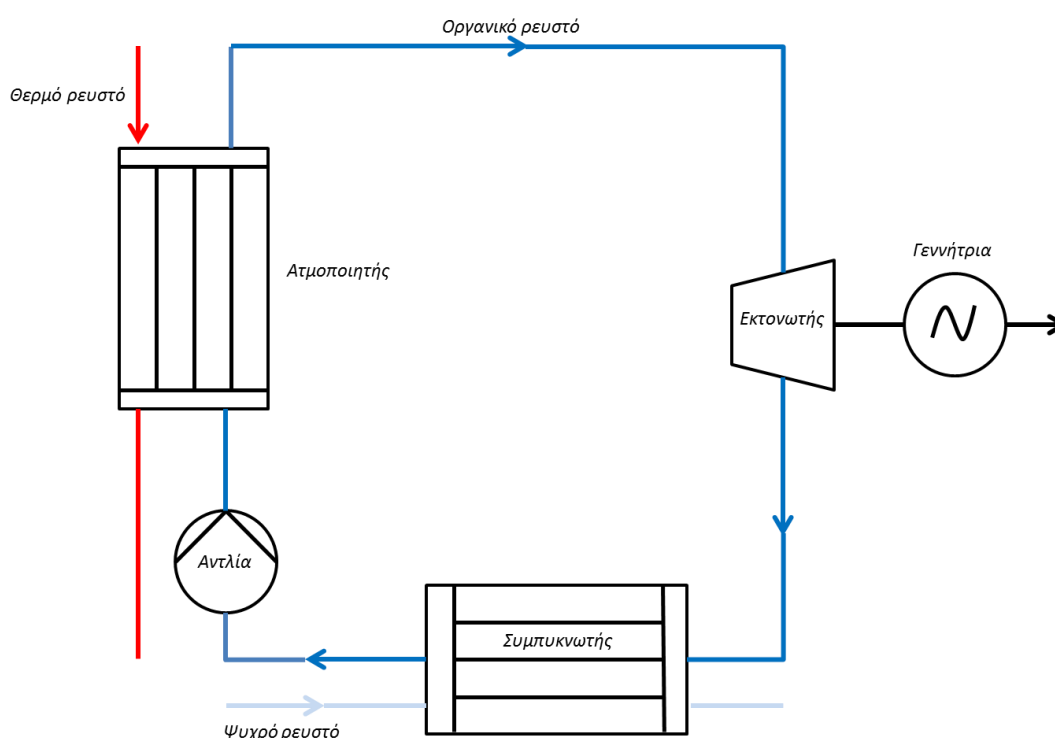 Οργανικό ρευστό
Θερμό ρευστό
Ατμοποιητής
Γεννήτρια
Εκτονωτής
Αντλία
Συμπυκνωτής
Ψυχρό ρευστό